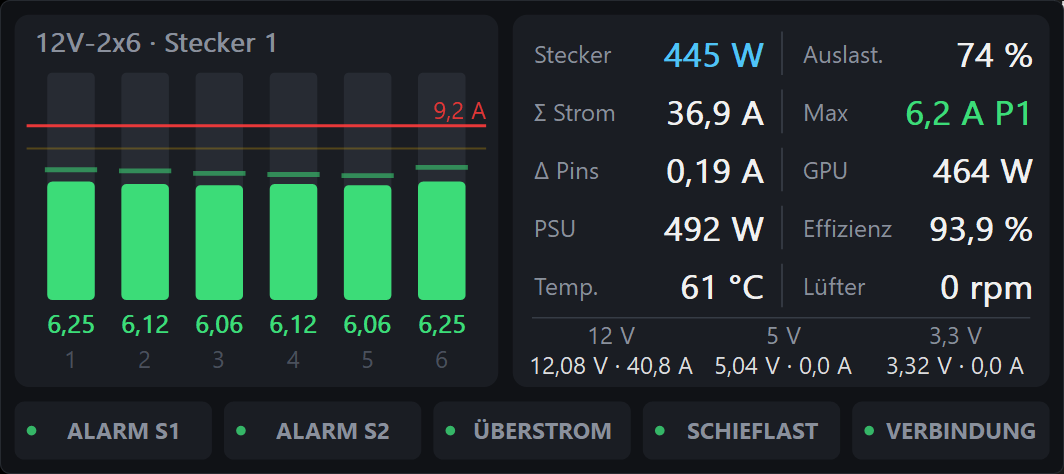 12V-2x6 · Stecker 1
9,2 A
6,25 6,12 6,06 6,12 6,06 6,25
1 2 3 4 5 6
Stecker 445 W Auslast. 74 %
Σ Strom 36,9 A Max 6,2 A P1
Δ Pins 0,19 A GPU 464 W
PSU 492 W Effizienz 93,9 %
Temp. 61 °C Lüfter 0 rpm
12 V 5 V 3,3 V
12,08 V · 40,8 A 5,04 V · 0,0 A 3,32 V · 0,0 A
ALARM S1 ALARM S2 ÜBERSTROM SCHIEFLAST VERBINDUNG